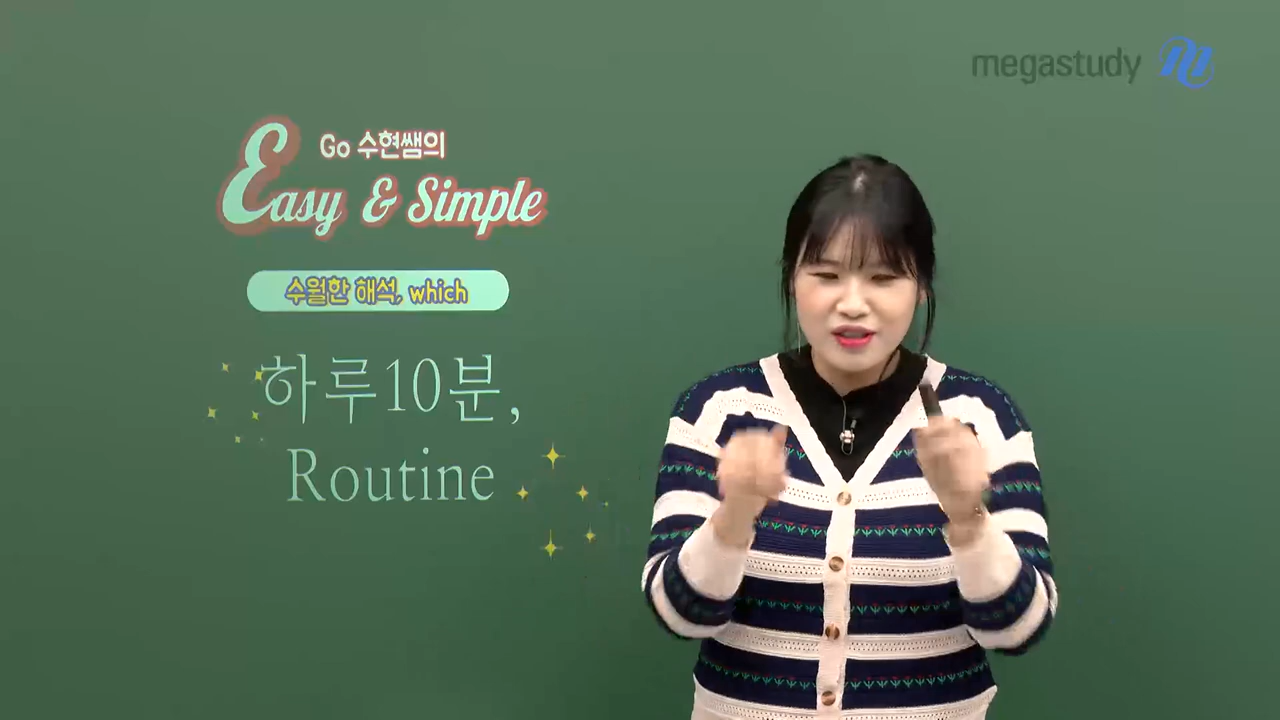 megastudy
Go 수현쌤의
Easy & Simple
수월한 해석, which
하루10분,
Routine